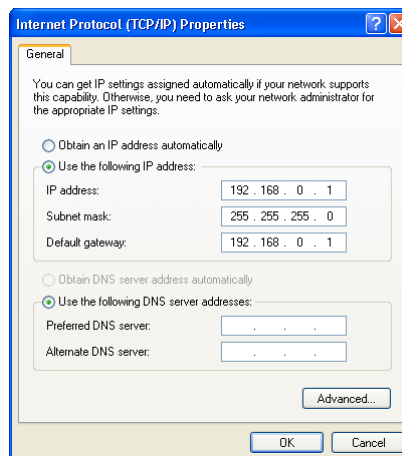 Internet Protocol (TCP/IP) Properties
General
You can get IP settings assigned automatically if your network supports
this capability. Otherwise, you need to ask your network administrator for
the appropriate IP settings.
Obtain an IP address automatically
Use the following IP address:
IP address: 192 . 168 . 0 . 1
Subnet mask: 255 . 255 . 255 . 0
Default gateway: 192 . 168 . 0 . 1
Obtain DNS server address automatically
Use the following DNS server addresses:
Preferred DNS server: . . .
Alternate DNS server: . . .
Advanced...
OK Cancel